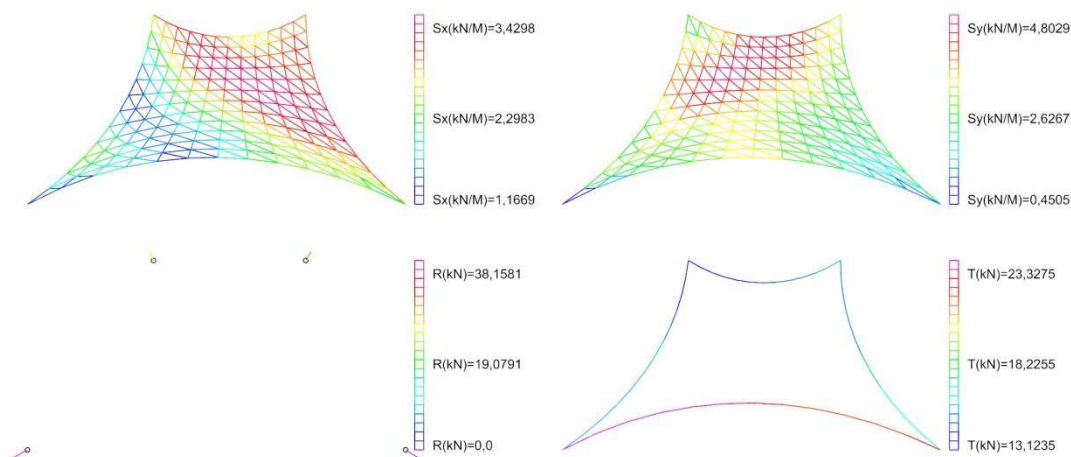 Sx(kN/M)=3,4298
Sx(kN/M)=2,2983
Sx(kN/M)=1,1669
Sy(kN/M)=4,8029
Sy(kN/M)=2,6267
Sy(kN/M)=0,4505
R(kN)=38,1581
R(kN)=19,0791
R(kN)=0,0
T(kN)=23,3275
T(kN)=18,2255
T(kN)=13,1235